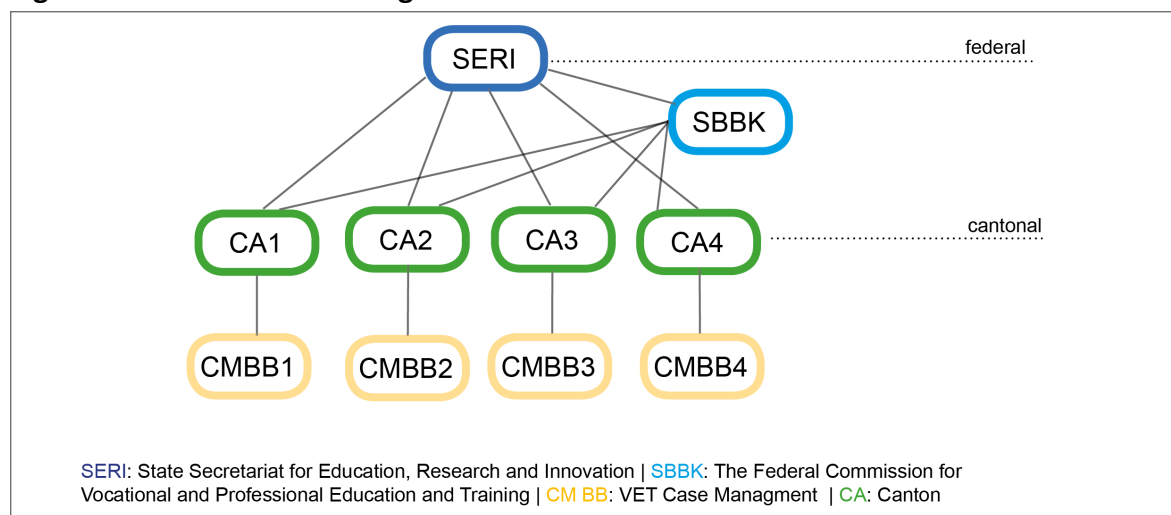 SERI
federal
SBBK
cantonal
CA1 CA2 CA3 CA4
CMBB1 CMBB2 CMBB3 CMBB4
SERI: State Secretariat for Education, Research and Innovation | SBBK: The Federal Commission for
Vocational and Professional Education and Training | CM BB: VET Case Managment | CA: Canton